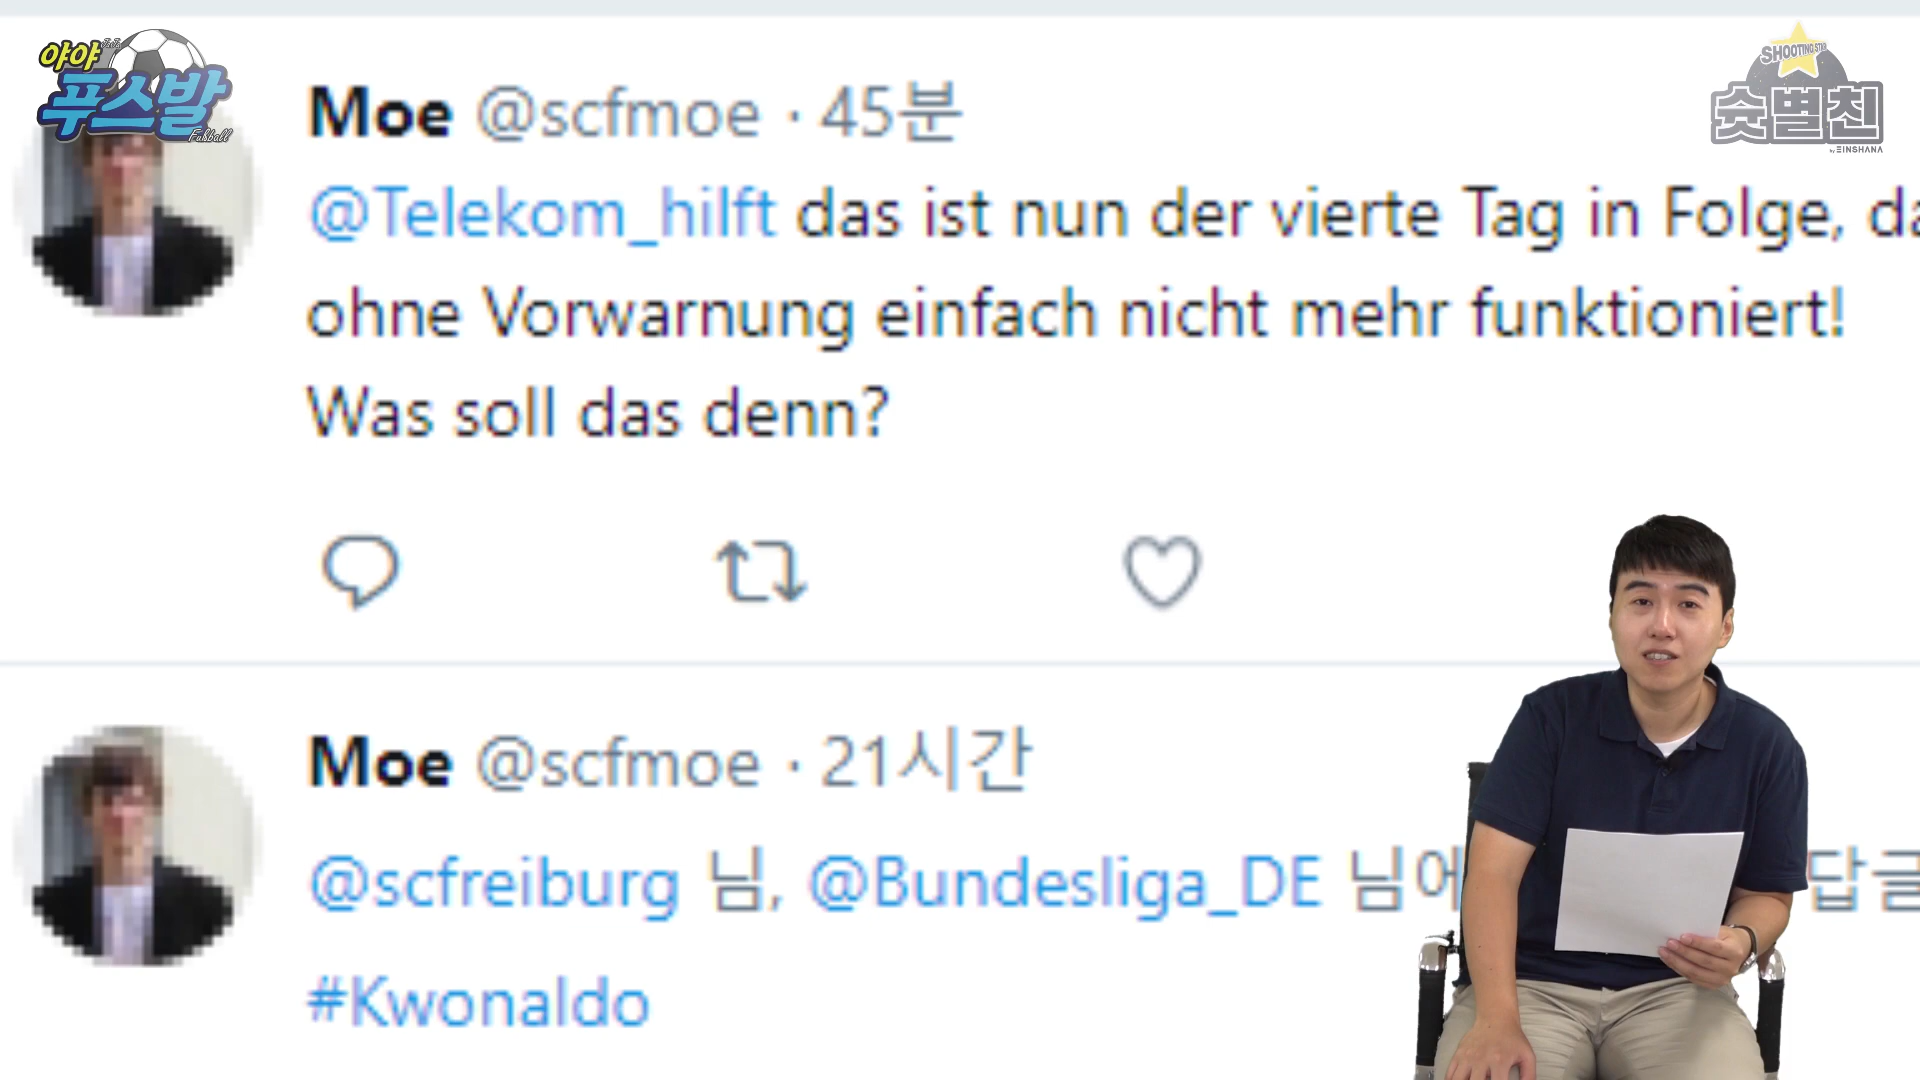 야야
푸스발
Fußball
SHOOTING STAR
슛별친
by EINSHANA
Moe @scfmoe · 45분
@Telekom_hilft das ist nun der vierte Tag in Folge,
ohne Vorwarnung einfach nicht mehr funktioniert!
Was soll das denn?
Moe @scfmoe · 21시간
@scfreiburg 님, @Bundesliga_DE 님에 답글
#Kwonaldo